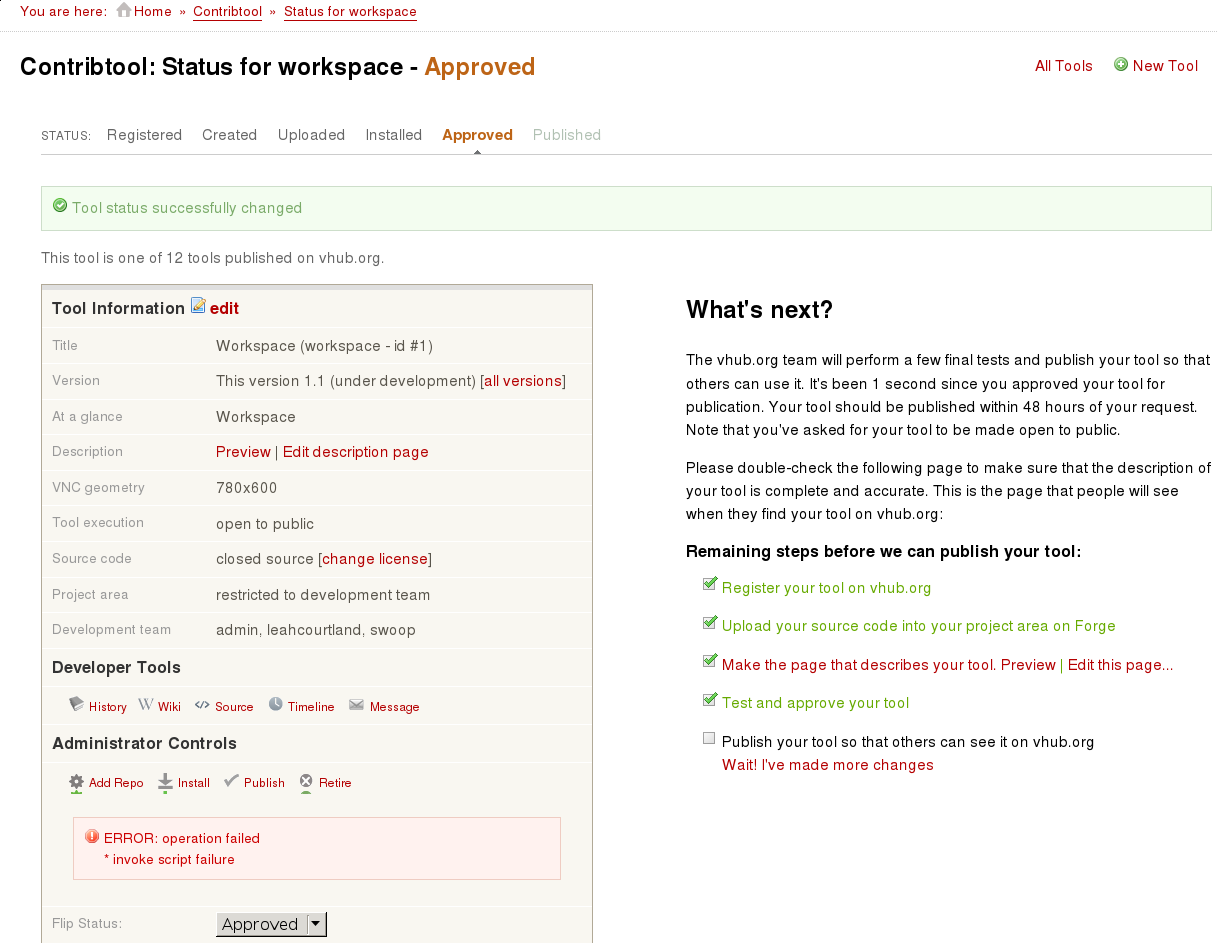 You are here: Home » Contribtool » Status for workspace
Contribtool: Status for workspace - Approved
All Tools New Tool
STATUS: Registered Created Uploaded Installed Approved Published
Tool status successfully changed
This tool is one of 12 tools published on vhub.org.
Tool Information edit
Title Workspace (workspace - id #1)
Version This version 1.1 (under development) [all versions]
At a glance Workspace
Description Preview | Edit description page
VNC geometry 780x600
Tool execution open to public
Source code closed source [change license]
Project area restricted to development team
Development team admin, leahcourtland, swoop
Developer Tools
History Wiki Source Timeline Message
Administrator Controls
Add Repo Install Publish Retire
ERROR: operation failed
* invoke script failure
Flip Status: Approved
What's next?
The vhub.org team will perform a few final tests and publish your tool so that
others can use it. It's been 1 second since you approved your tool for
publication. Your tool should be published within 48 hours of your request.
Note that you've asked for your tool to be made open to public.
Please double-check the following page to make sure that the description of
your tool is complete and accurate. This is the page that people will see
when they find your tool on vhub.org:
Remaining steps before we can publish your tool:
Register your tool on vhub.org
Upload your source code into your project area on Forge
Make the page that describes your tool. Preview | Edit this page...
Test and approve your tool
Publish your tool so that others can see it on vhub.org
Wait! I've made more changes